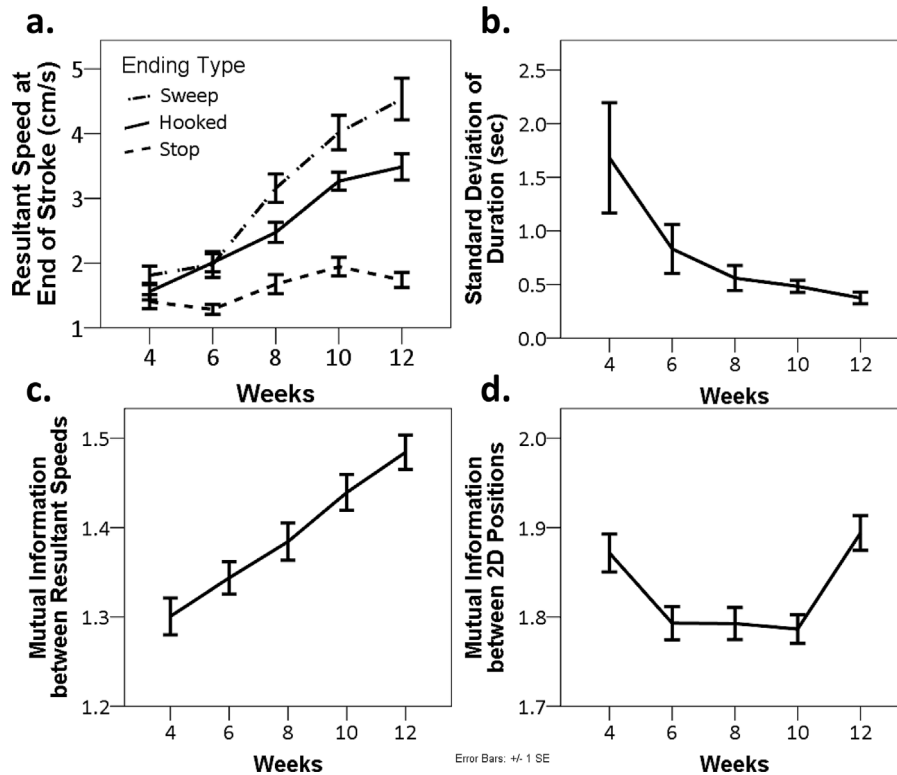 a.
Resultant Speed at
End of Stroke (cm/s)
5
4
3
2
1
Ending Type
Sweep
Hooked
Stop
4 6 8 10 12
Weeks
b.
Standard Deviation of
Duration (sec)
2.5
2.0
1.5
1.0
0.5
0.0
4 6 8 10 12
Weeks
c.
Mutual Information
between Resultant Speeds
1.5
1.4
1.3
1.2
4 6 8 10 12
Weeks
d.
Mutual Information
between 2D Positions
2.0
1.9
1.8
1.7
4 6 8 10 12
Weeks
Error Bars: +/- 1 SE